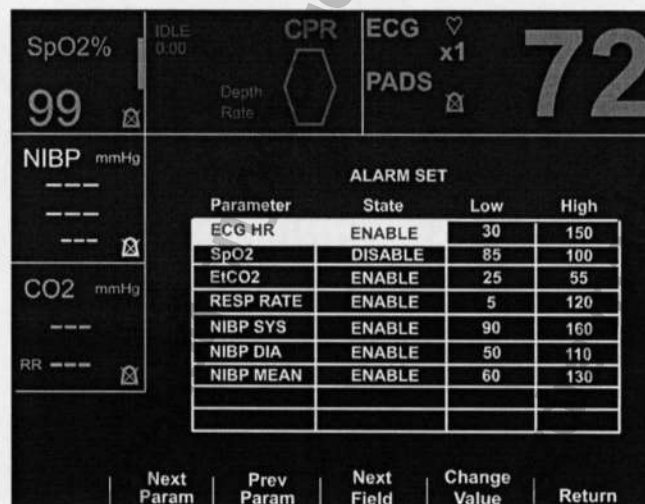 SpO2%
99
IDLE
0:00
CPR
Depth
Rate
ECG
x1
PADS
72
NIBP mmHg
---
---
---
CO2 mmHg
---
RR ---
ALARM SET
Parameter State Low High
ECG HR ENABLE 30 150
SpO2 DISABLE 85 100
EtCO2 ENABLE 25 55
RESP RATE ENABLE 5 120
NIBP SYS ENABLE 90 160
NIBP DIA ENABLE 50 110
NIBP MEAN ENABLE 60 130
Next Param
Prev Param
Next Field
Change Value
Return